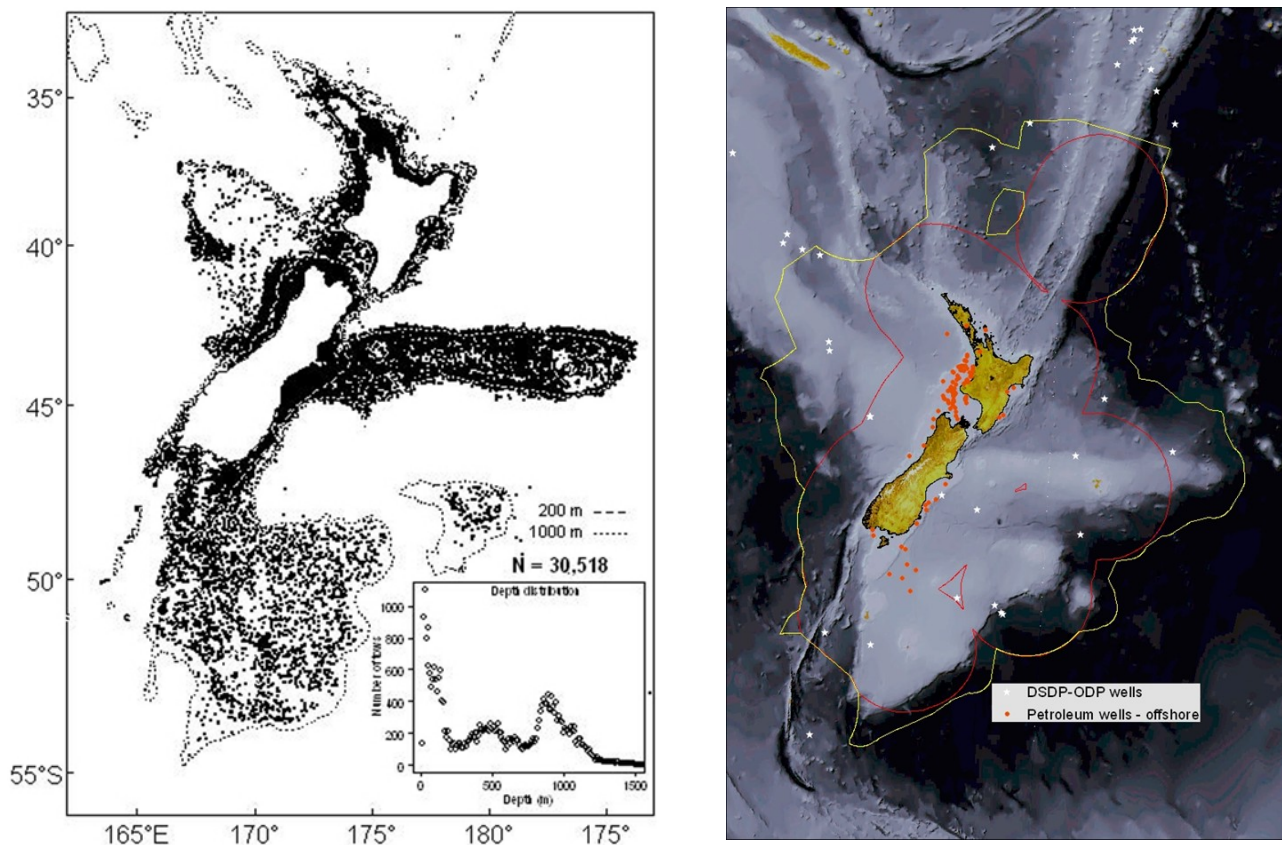 35°
40°
45°
50°
55°S
165°E
170°
175°
180°
175°
200 m
1000 m
N = 30,518
Depth distribution
Number of tows
1000
800
600
400
200
0
0
500
1000
1500
Depth (m)
DSDP-ODP wells
Petroleum wells - offshore